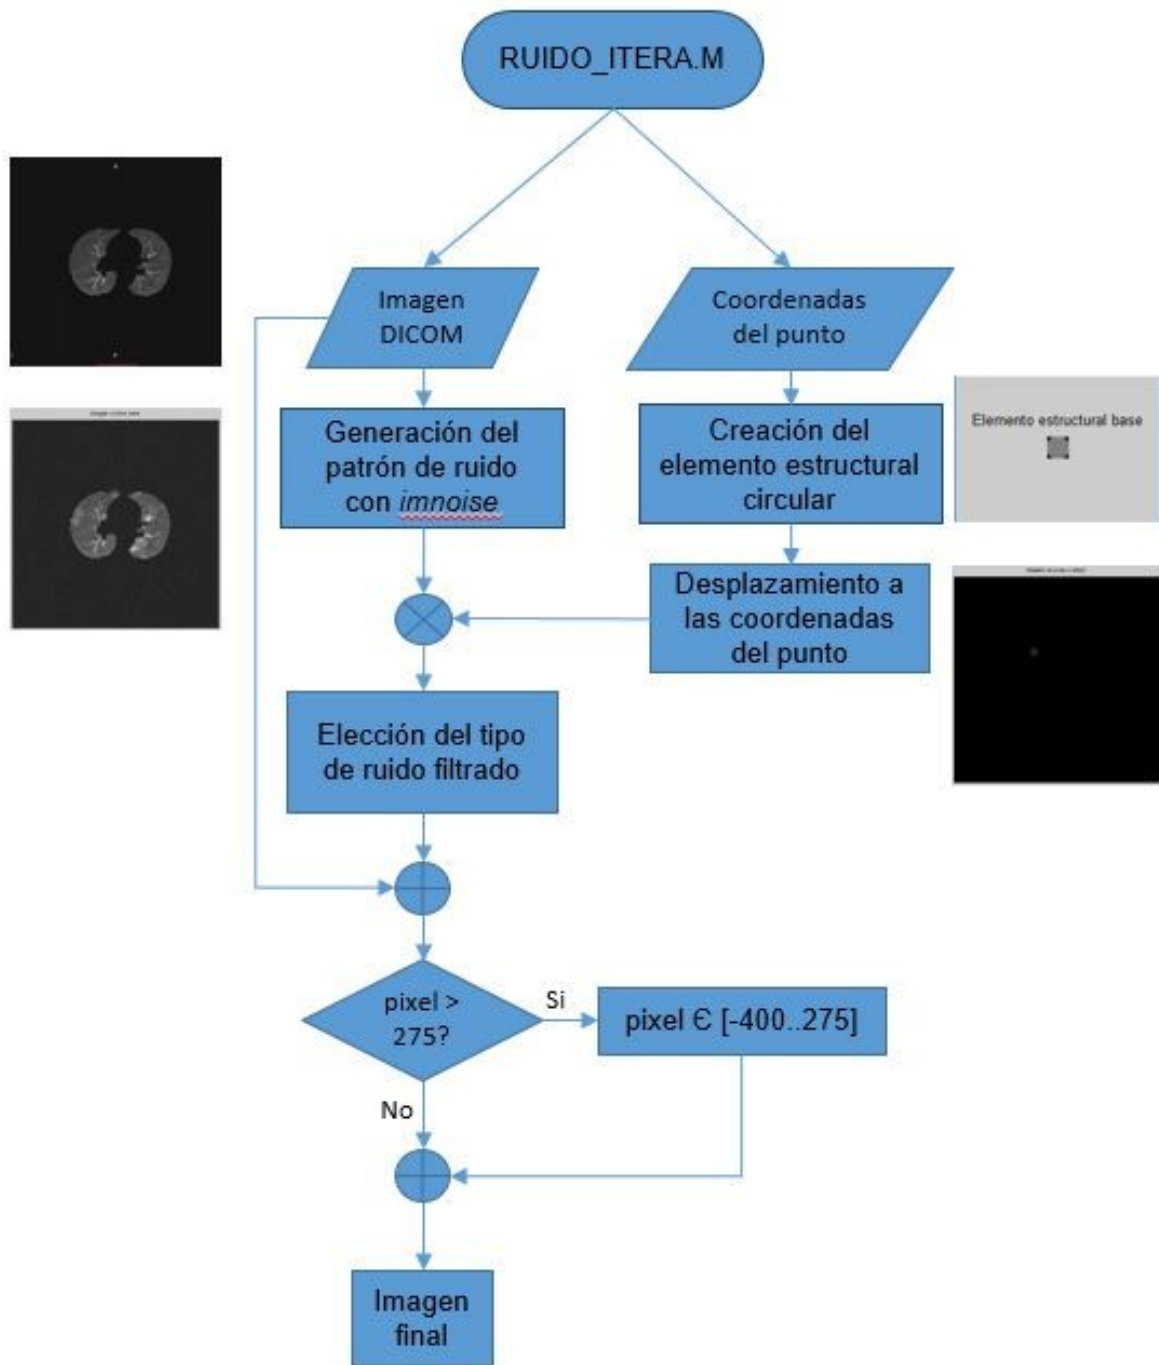 RUIDO_ITERA.M
Imagen
DICOM
Coordenadas
del punto
Generación del
patrón de ruido
con imnoise
Creación del
elemento estructural
circular
Elemento estructural base
Desplazamiento a
las coordenadas
del punto
Elección del tipo
de ruido filtrado
pixel >
275?
Si
pixel Є [-400..275]
No
Imagen
final